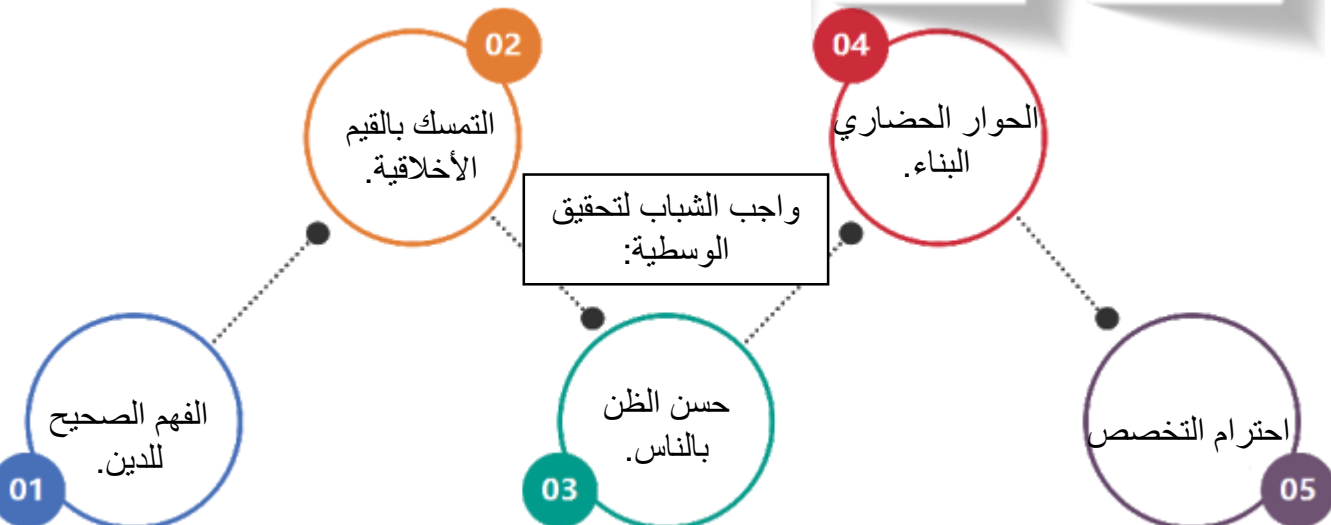 واجب الشباب لتحقيق
الوسطية:
01
الفهم الصحيح
للدين.
02
التمسك بالقيم
الأخلاقية.
03
حسن الظن
بالناس.
04
الحوار الحضاري
البناء.
05
احترام التخصص